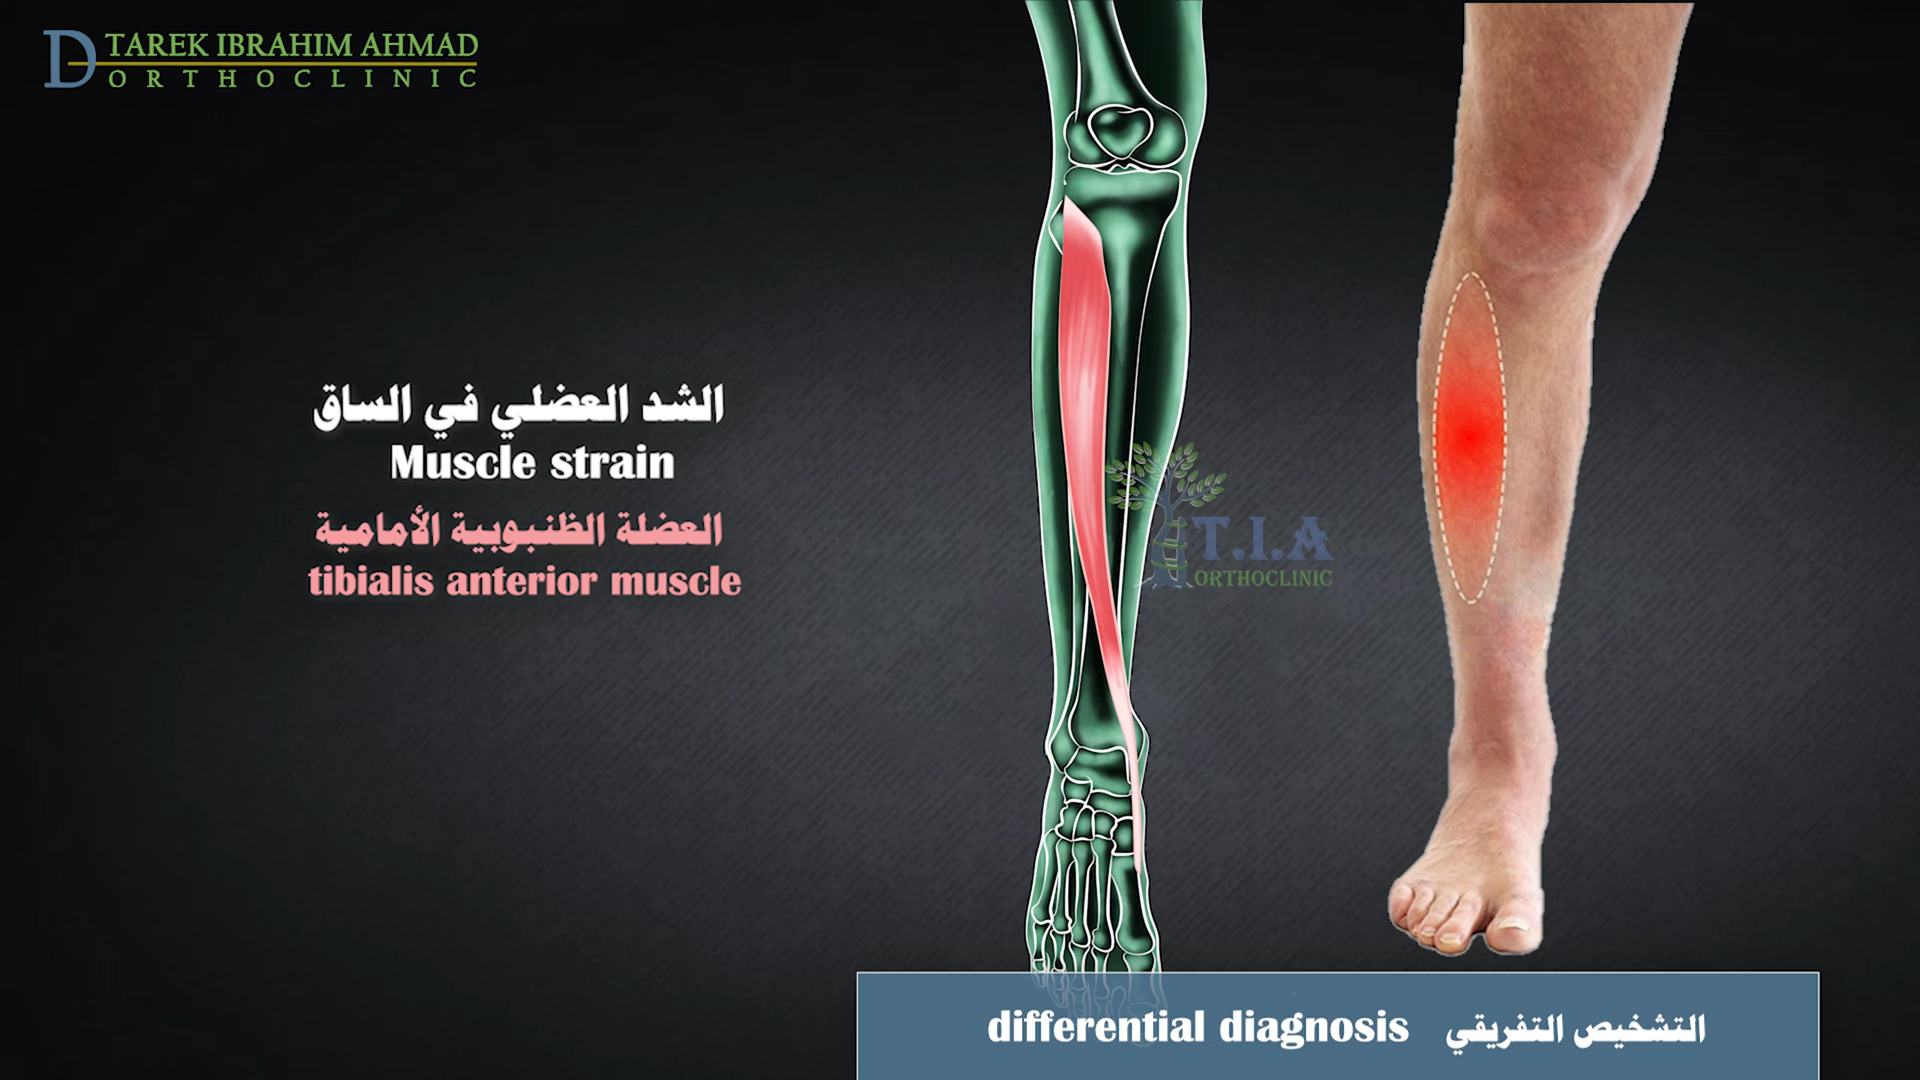 D TAREK IBRAHIM AHMAD
ORTHOCLINIC
الشد العضلي في الساق
Muscle strain
العضلة الظنبوبية الأمامية
tibialis anterior muscle
T.I.A
ORTHOCLINIC
differential diagnosis التشخيص التفريقي